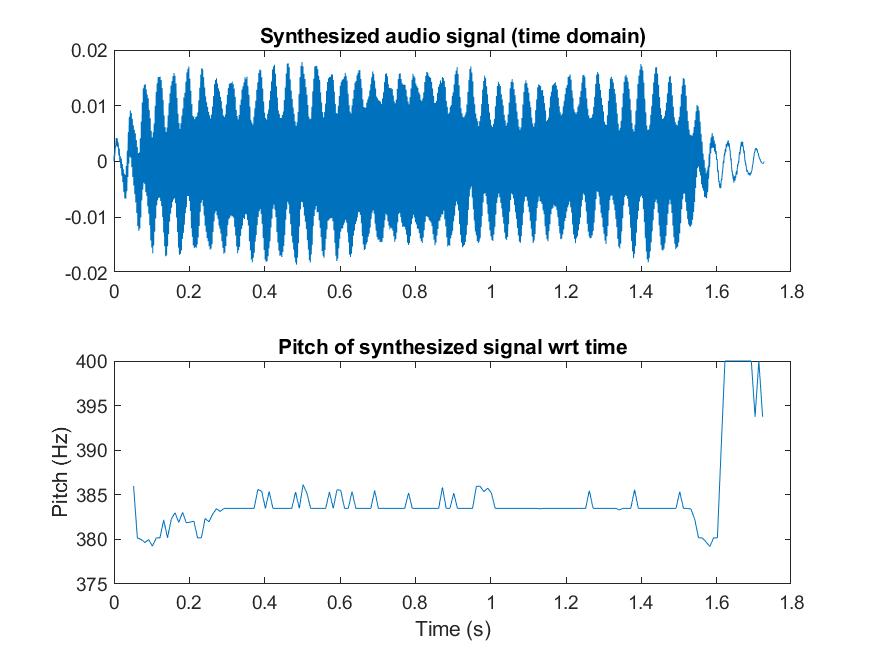 Synthesized audio signal (time domain)
0.02
0.01
0
-0.01
-0.02
0 0.2 0.4 0.6 0.8 1 1.2 1.4 1.6 1.8
Pitch of synthesized signal wrt time
400
395
390
385
380
375
Pitch (Hz)
0 0.2 0.4 0.6 0.8 1 1.2 1.4 1.6 1.8
Time (s)